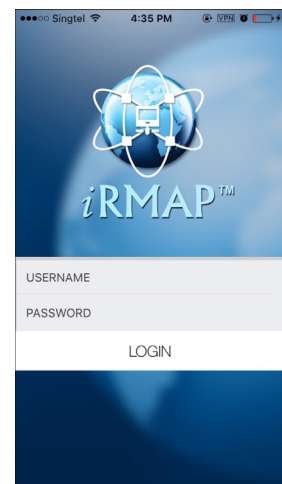 Singtel 4:35 PM VPN
iRMAP™
USERNAME
PASSWORD
LOGIN